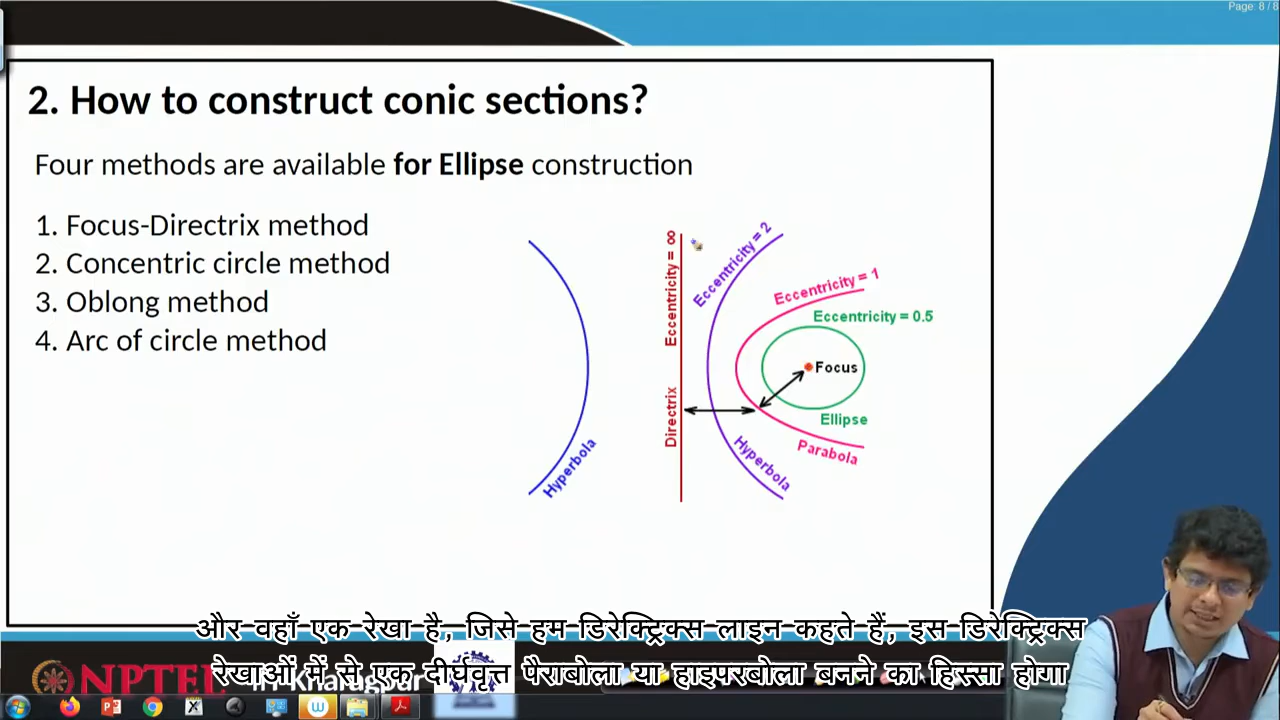 Page: 8 / 8
2. How to construct conic sections?
Four methods are available for Ellipse construction
1. Focus-Directrix method
2. Concentric circle method
3. Oblong method
4. Arc of circle method
Eccentricity = ∞
Eccentricity = 2
Eccentricity = 1
Eccentricity = 0.5
Focus
Directrix
Ellipse
Parabola
Hyperbola
Hyperbola
और वहाँ एक रेखा है, जिसे हम डिरेक्ट्रिक्स लाइन कहते हैं, इस डिरेक्ट्रिक्स
रेखाओं में से एक दीर्घवृत्त पैराबोला या हाइपरबोला बनने का हिस्सा होगा
NPTEL